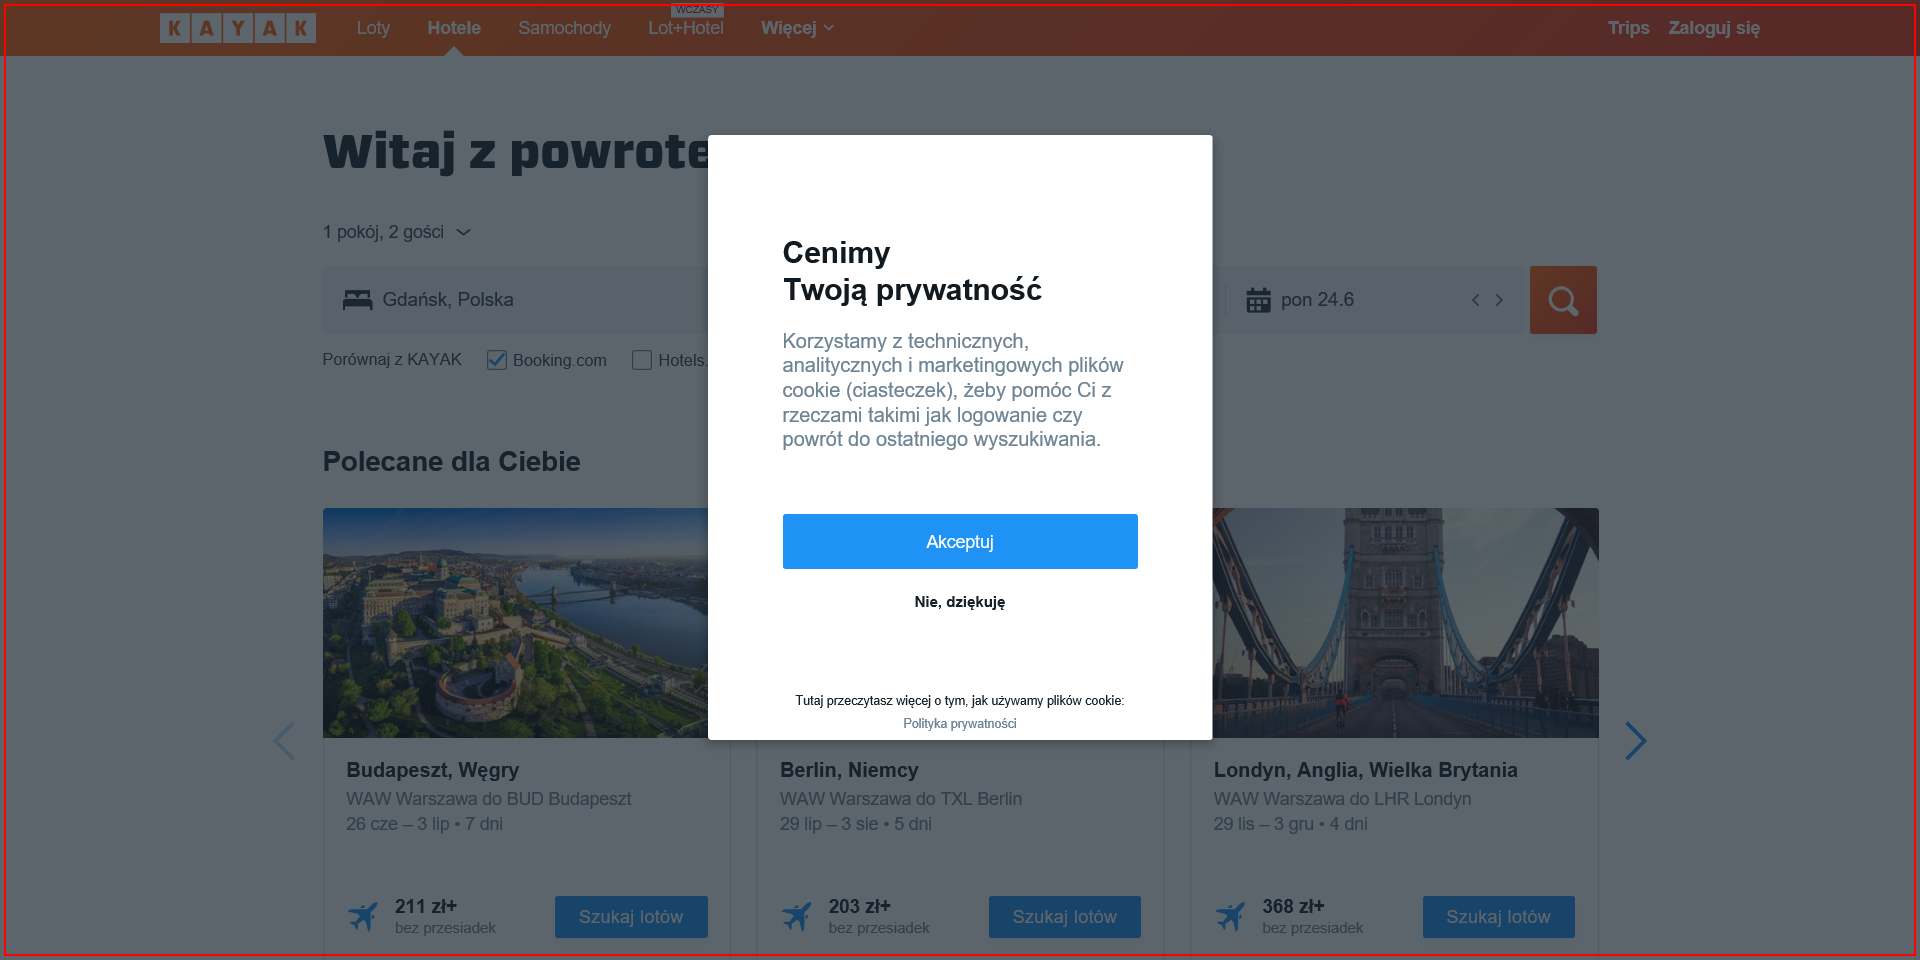 KAYAK
Loty
Hotele
Samochody
WCZASY
Lot+Hotel
Więcej
Trips
Zaloguj się
Witaj z powrote
1 pokój, 2 gości
Gdańsk, Polska
pon 24.6
Porównaj z KAYAK
Booking.com
Hotels.
Cenimy
Twoją prywatność
Korzystamy z technicznych,
analitycznych i marketingowych plików
cookie (ciasteczek), żeby pomóc Ci z
rzeczami takimi jak logowanie czy
powrót do ostatniego wyszukiwania.
Akceptuj
Nie, dziękuję
Tutaj przeczytasz więcej o tym, jak używamy plików cookie:
Polityka prywatności
Polecane dla Ciebie
Budapeszt, Węgry
WAW Warszawa do BUD Budapeszt
26 cze – 3 lip • 7 dni
211 zł+
bez przesiadek
Szukaj lotów
Berlin, Niemcy
WAW Warszawa do TXL Berlin
29 lip – 3 sie • 5 dni
203 zł+
bez przesiadek
Szukaj lotów
Londyn, Anglia, Wielka Brytania
WAW Warszawa do LHR Londyn
29 lis – 3 gru • 4 dni
368 zł+
bez przesiadek
Szukaj lotów